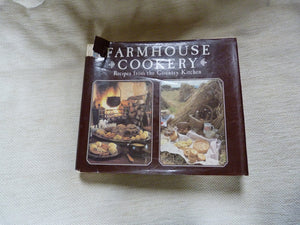 FARMHOUSE
COOKERY
Recipes from the Country Kitchen